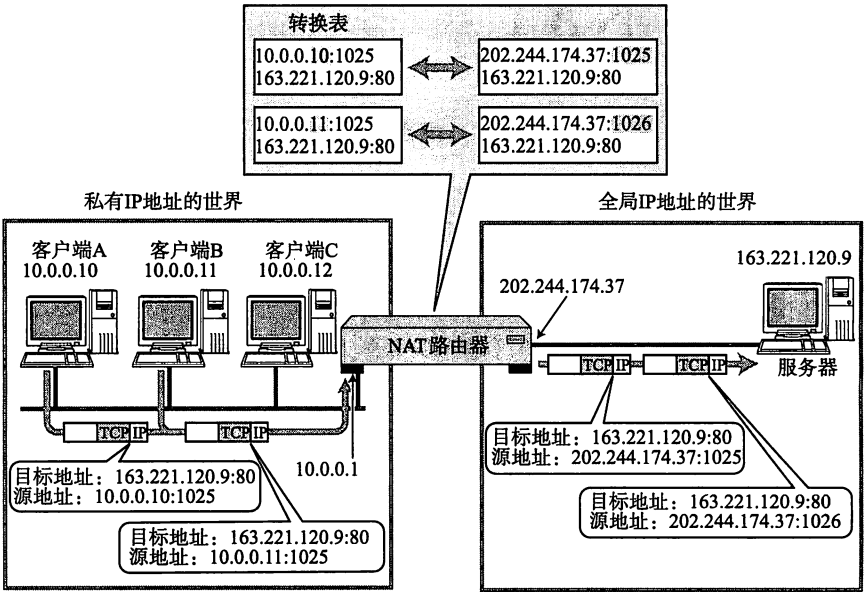 转换表
10.0.0.10:1025
163.221.120.9:80
202.244.174.37:1025
163.221.120.9:80
10.0.0.11:1025
163.221.120.9:80
202.244.174.37:1026
163.221.120.9:80
私有IP地址的世界
全局IP地址的世界
客户端A
10.0.0.10
客户端B
10.0.0.11
客户端C
10.0.0.12
163.221.120.9
202.244.174.37
NAT路由器
服务器
TCP IP
TCP IP
TCP IP
TCP IP
10.0.0.1
目标地址：163.221.120.9:80
源地址：10.0.0.10:1025
目标地址：163.221.120.9:80
源地址：10.0.0.11:1025
目标地址：163.221.120.9:80
源地址：202.244.174.37:1025
目标地址：163.221.120.9:80
源地址：202.244.174.37:1026